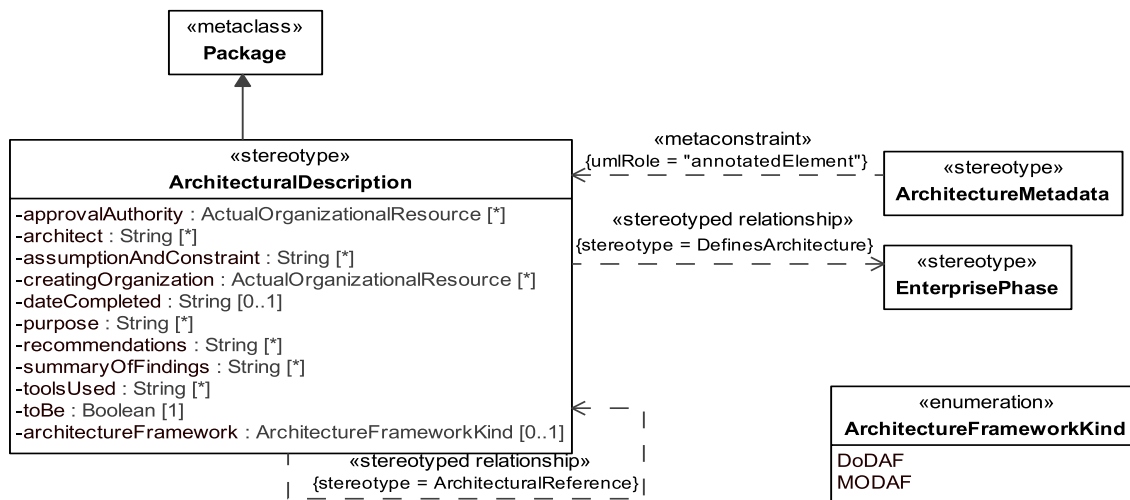 «metaclass»
Package
«stereotype»
ArchitecturalDescription
-approvalAuthority : ActualOrganizationalResource [*]
-architect : String [*]
-assumptionAndConstraint : String [*]
-creatingOrganization : ActualOrganizationalResource [*]
-dateCompleted : String [0..1]
-purpose : String [*]
-recommendations : String [*]
-summaryOfFindings : String [*]
-toolsUsed : String [*]
-toBe : Boolean [1]
-architectureFramework : ArchitectureFrameworkKind [0..1]
«metaconstraint»
{umlRole = "annotatedElement"}
«stereotype»
ArchitectureMetadata
«stereotyped relationship»
{stereotype = DefinesArchitecture}
«stereotype»
EnterprisePhase
«stereotyped relationship»
{stereotype = ArchitecturalReference}
«enumeration»
ArchitectureFrameworkKind
DoDAF
MODAF